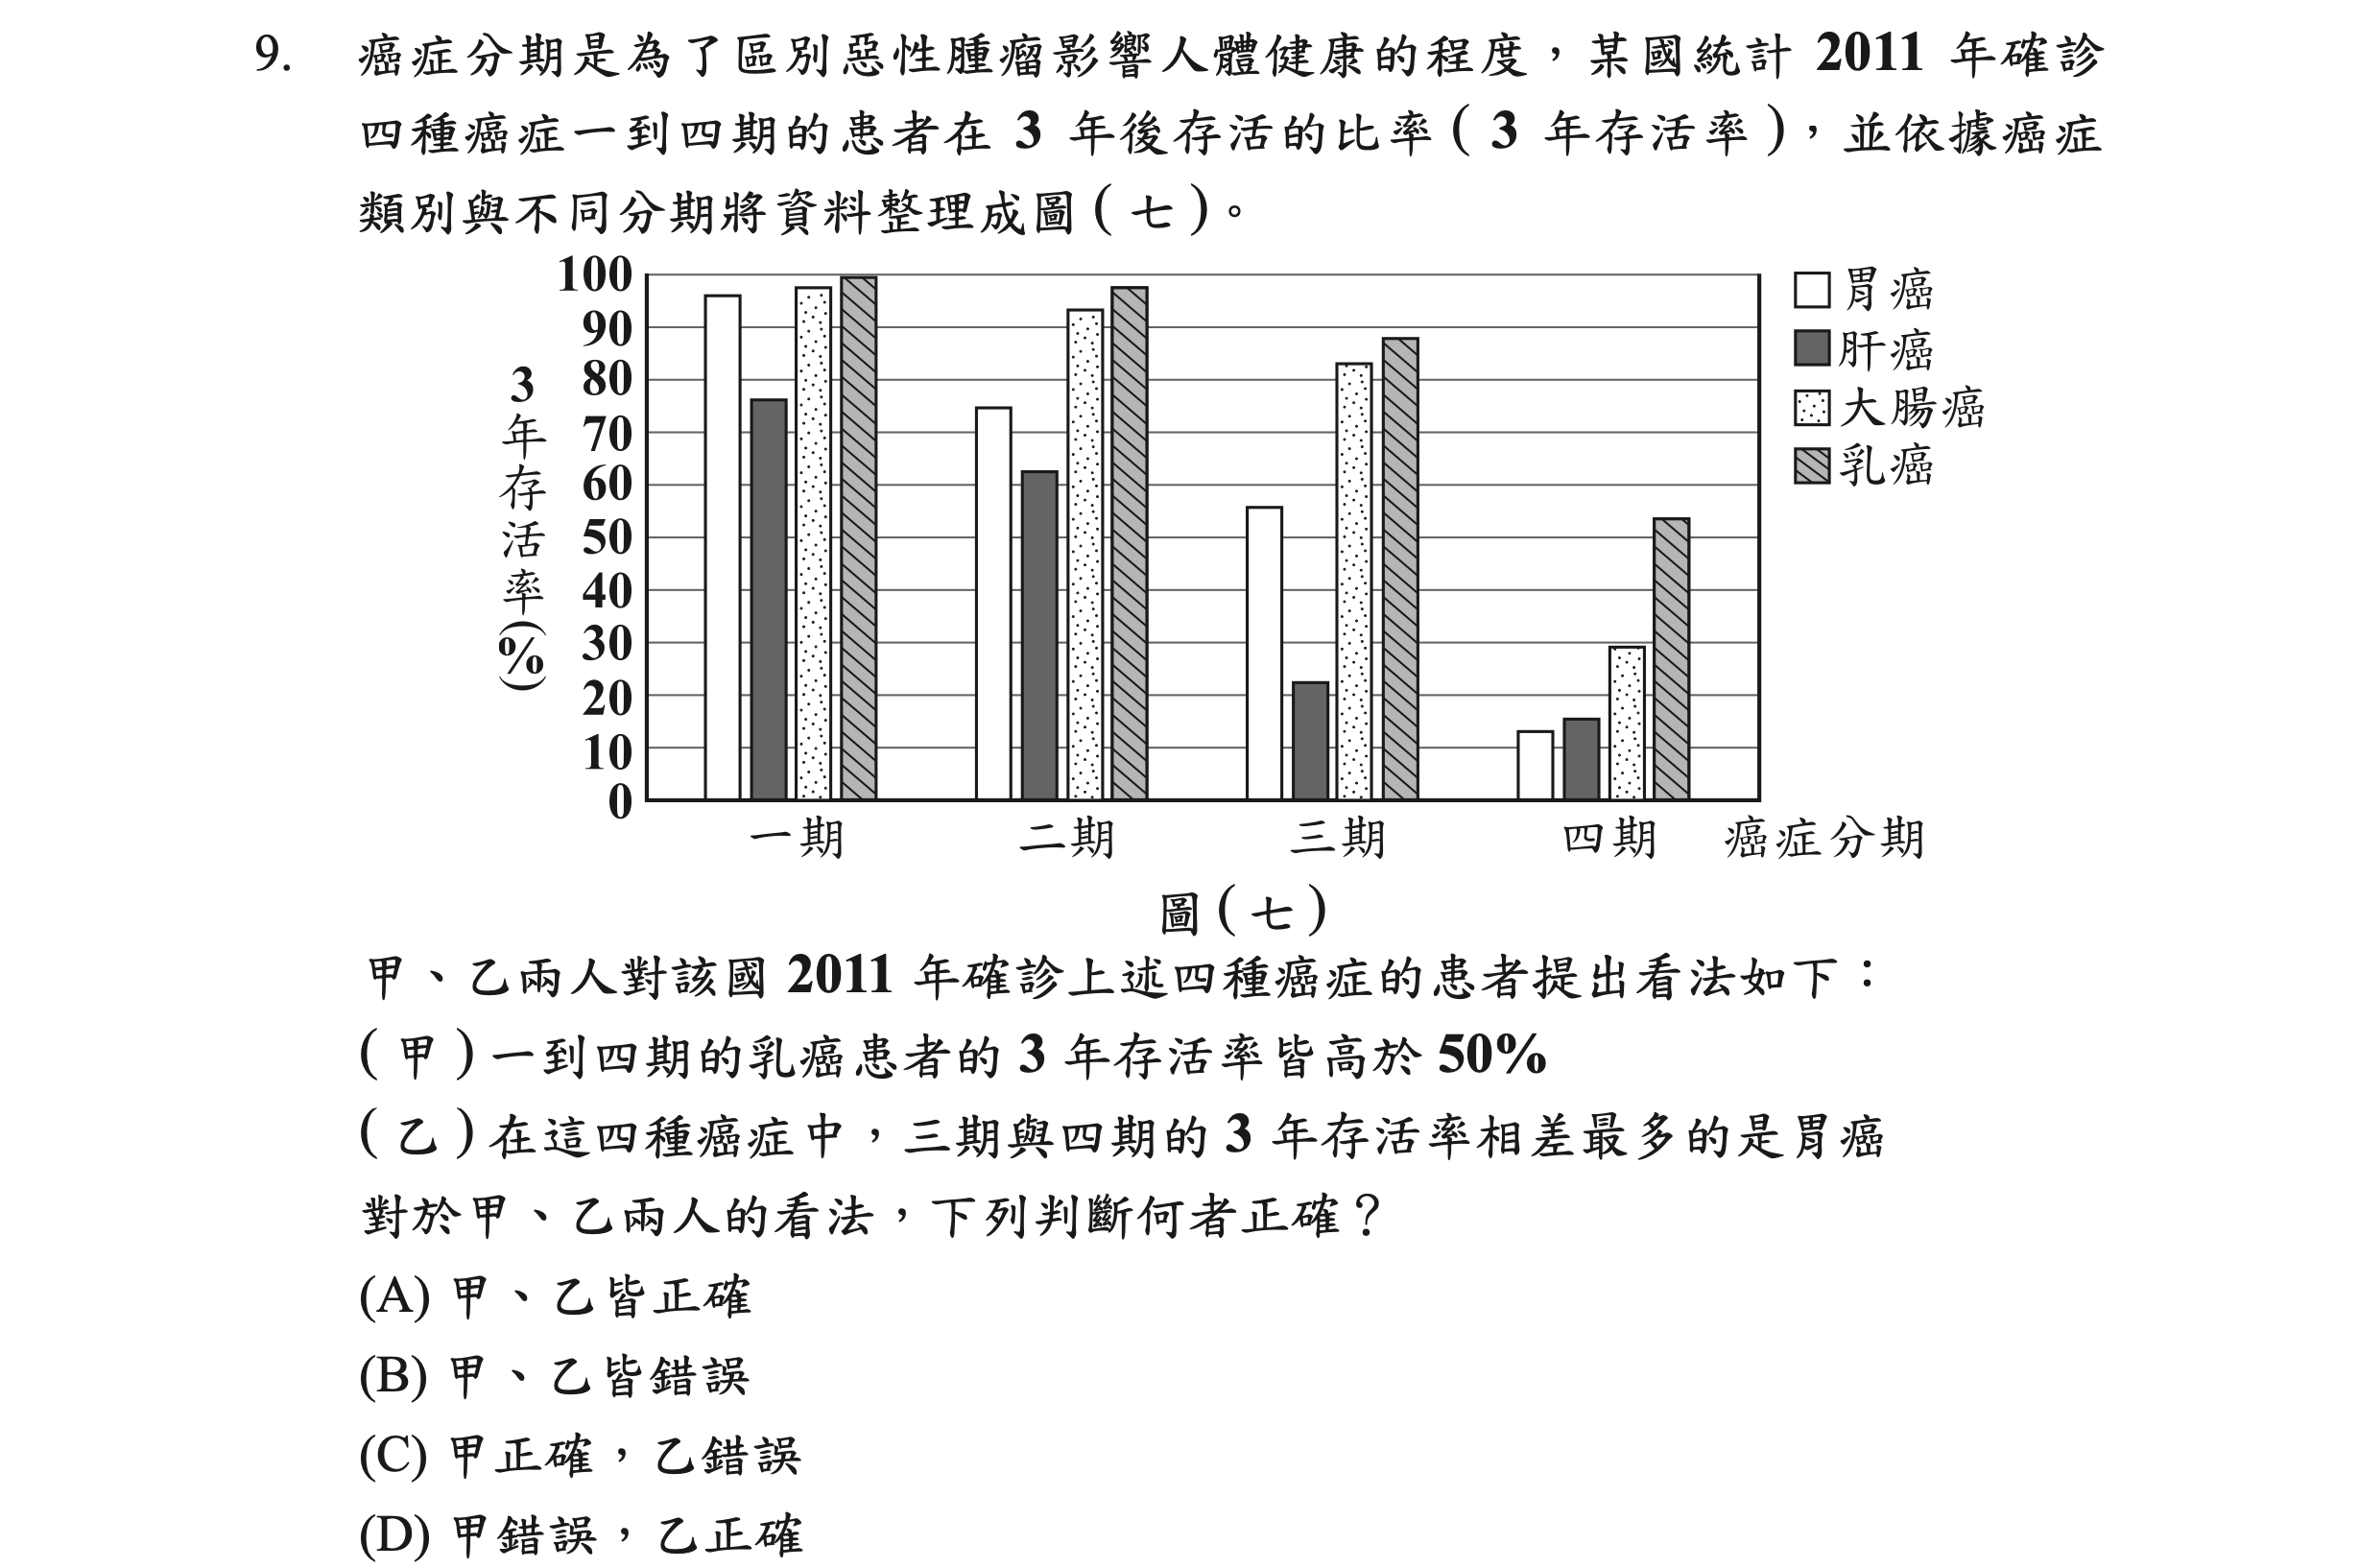 9. 癌症分期是為了區別惡性腫瘤影響人體健康的程度，某國統計 2011 年確診
四種癌症一到四期的患者在 3 年後存活的比率(3 年存活率)，並依據癌症
類別與不同分期將資料整理成圖(七)。
3年存活率(%)
100
90
80
70
60
50
40
30
20
10
0
一期 二期 三期 四期 癌症分期
胃癌
肝癌
大腸癌
乳癌
圖(七)
甲、乙兩人對該國 2011 年確診上述四種癌症的患者提出看法如下：
(甲)一到四期的乳癌患者的 3 年存活率皆高於 50%
(乙)在這四種癌症中，三期與四期的 3 年存活率相差最多的是胃癌
對於甲、乙兩人的看法，下列判斷何者正確？
(A) 甲、乙皆正確
(B) 甲、乙皆錯誤
(C) 甲正確，乙錯誤
(D) 甲錯誤，乙正確